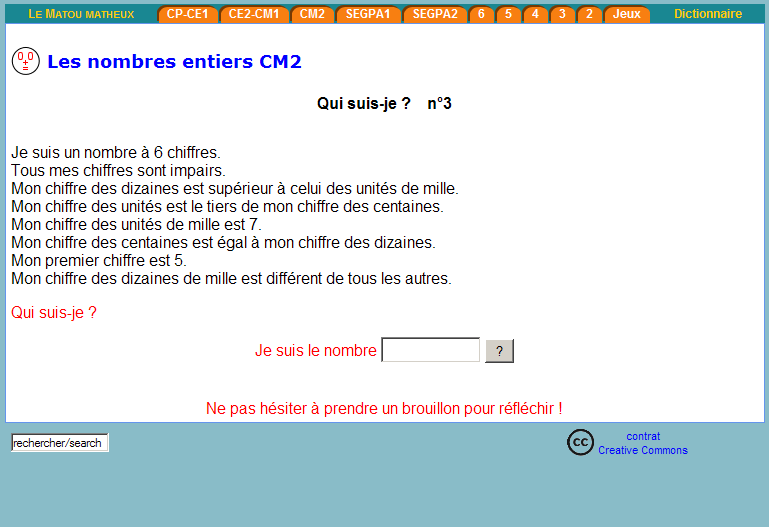 LE MATOU MATHEUX CP-CE1 CE2-CM1 CM2 SEGPA1 SEGPA2 6 5 4 3 2 Jeux Dictionnaire
0 0
+
=
Les nombres entiers CM2
Qui suis-je ? n°3
Je suis un nombre à 6 chiffres.
Tous mes chiffres sont impairs.
Mon chiffre des dizaines est supérieur à celui des unités de mille.
Mon chiffre des unités est le tiers de mon chiffre des centaines.
Mon chiffre des unités de mille est 7.
Mon chiffre des centaines est égal à mon chiffre des dizaines.
Mon premier chiffre est 5.
Mon chiffre des dizaines de mille est différent de tous les autres.
Qui suis-je ?
Je suis le nombre ?
Ne pas hésiter à prendre un brouillon pour réfléchir !
rechercher/search
cc contrat
Creative Commons